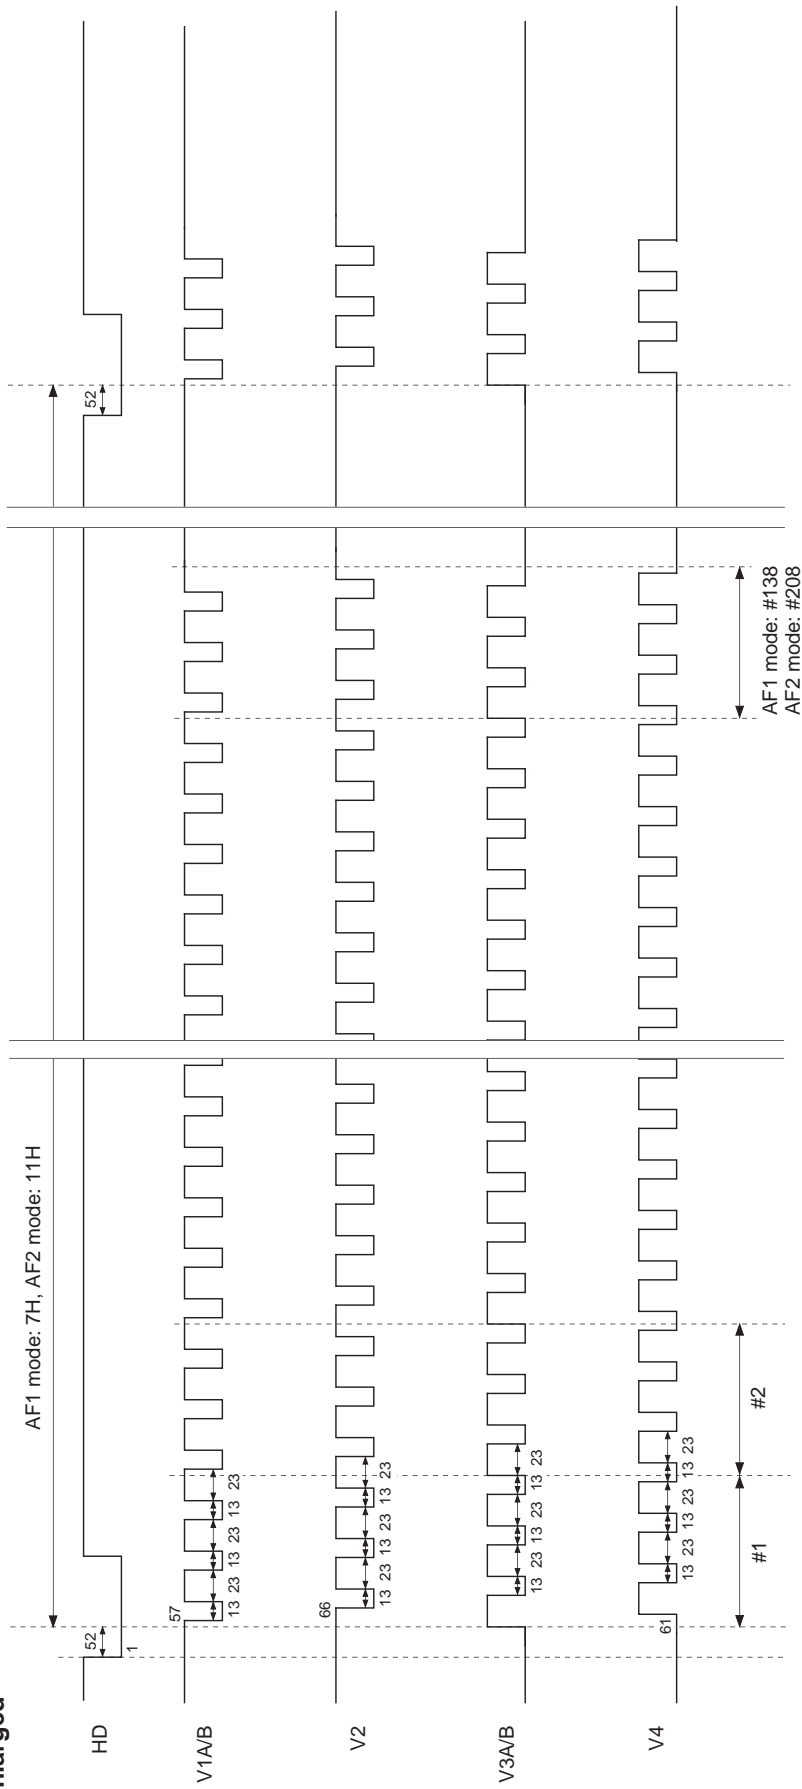 nlarged
AF1 mode: 7H, AF2 mode: 11H
HD
52
52
1
V1A/B
57
13 23 13 23 13 23
V2
66
13 23 13 23 13 23
V3A/B
13 23 13 23 13 23
V4
61
13 23 13 23 13 23
#1
#2
AF1 mode: #138
AF2 mode: #208